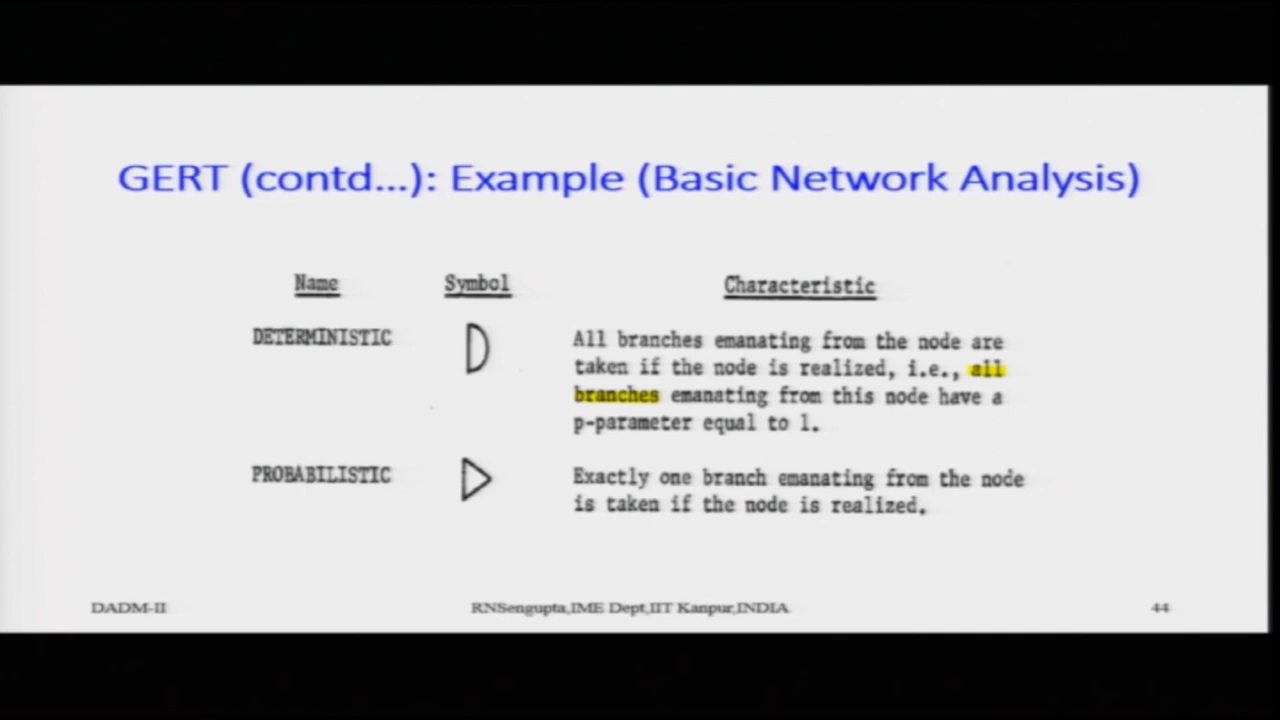 GERT (contd...): Example (Basic Network Analysis)
Name Symbol Characteristic
DETERMINISTIC All branches emanating from the node are
taken if the node is realized, i.e., all
branches emanating from this node have a
p-parameter equal to 1.
PROBABILISTIC Exactly one branch emanating from the node
is taken if the node is realized.
DADM-II RNSengupta,IME Dept,IIT Kanpur,INDIA 44